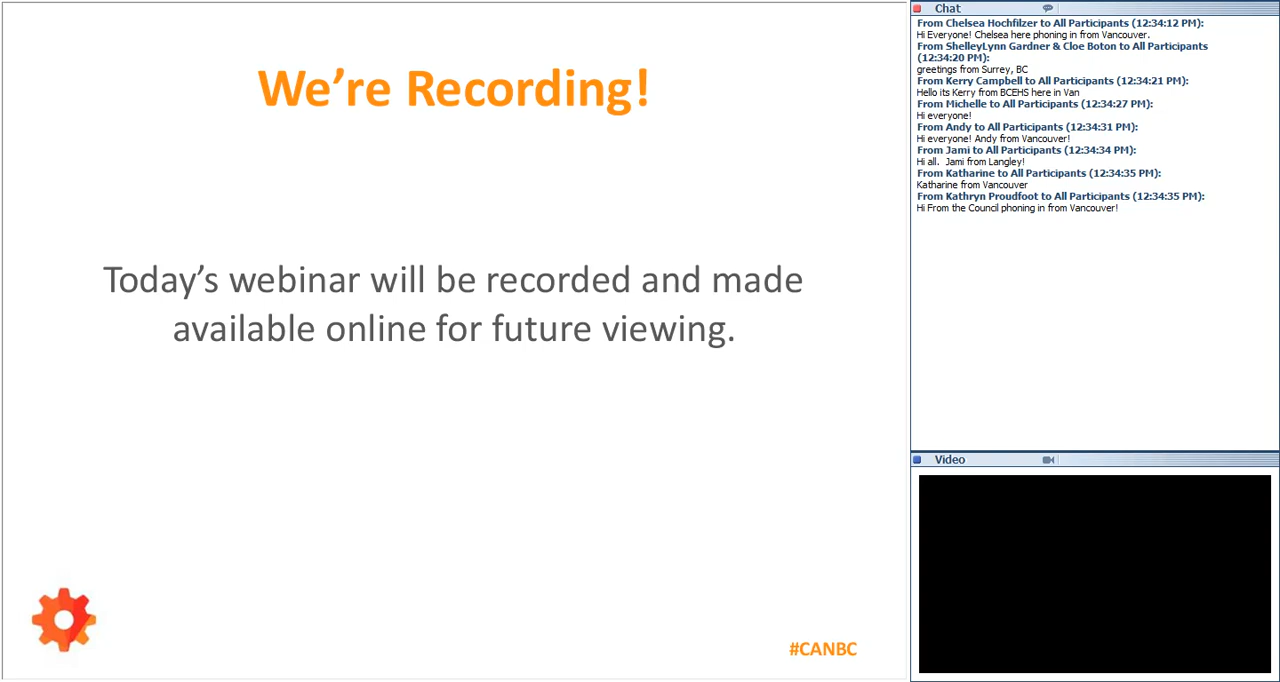 We're Recording!
Today's webinar will be recorded and made
available online for future viewing.
#CANBC
Chat
From Chelsea Hochfilzer to All Participants (12:34:12 PM):
Hi Everyone! Chelsea here phoning in from Vancouver.
From ShelleyLynn Gardner & Cloe Boton to All Participants
(12:34:20 PM):
greetings from Surrey, BC
From Kerry Campbell to All Participants (12:34:21 PM):
Hello its Kerry from BCEHS here in Van
From Michelle to All Participants (12:34:27 PM):
Hi everyone!
From Andy to All Participants (12:34:31 PM):
Hi everyone! Andy from Vancouver!
From Jami to All Participants (12:34:34 PM):
Hi all.  Jami from Langley!
From Katharine to All Participants (12:34:35 PM):
Katharine from Vancouver
From Kathryn Proudfoot to All Participants (12:34:35 PM):
Hi From the Council phoning in from Vancouver!
Video